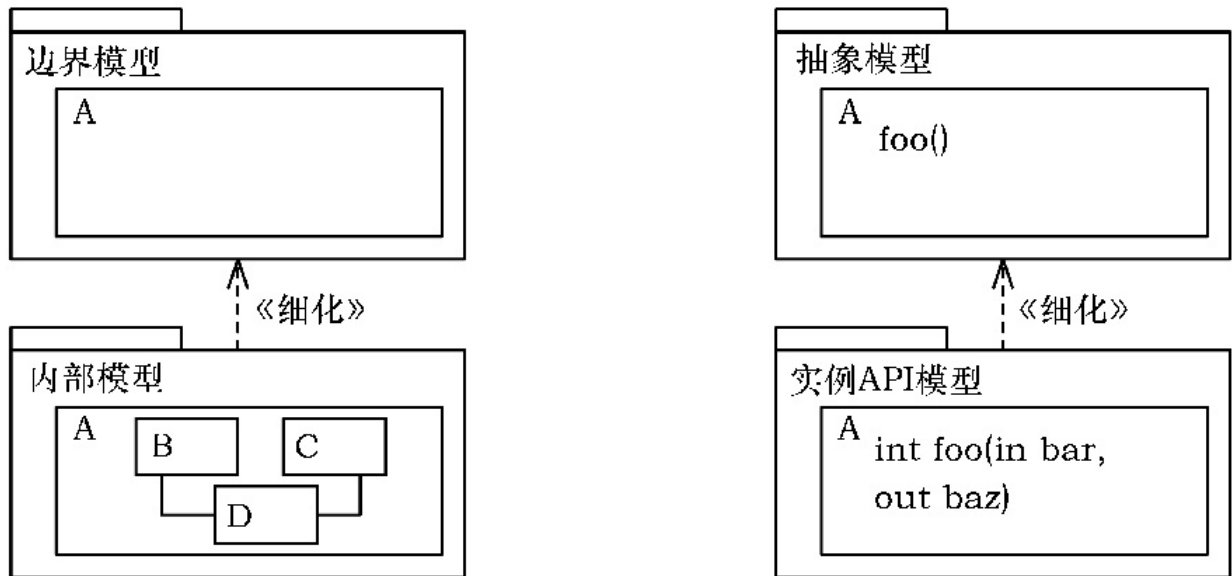 边界模型
A
《细化》
内部模型
A
B
C
D
抽象模型
A
foo()
《细化》
实例API模型
A
int foo(in bar,
out baz)